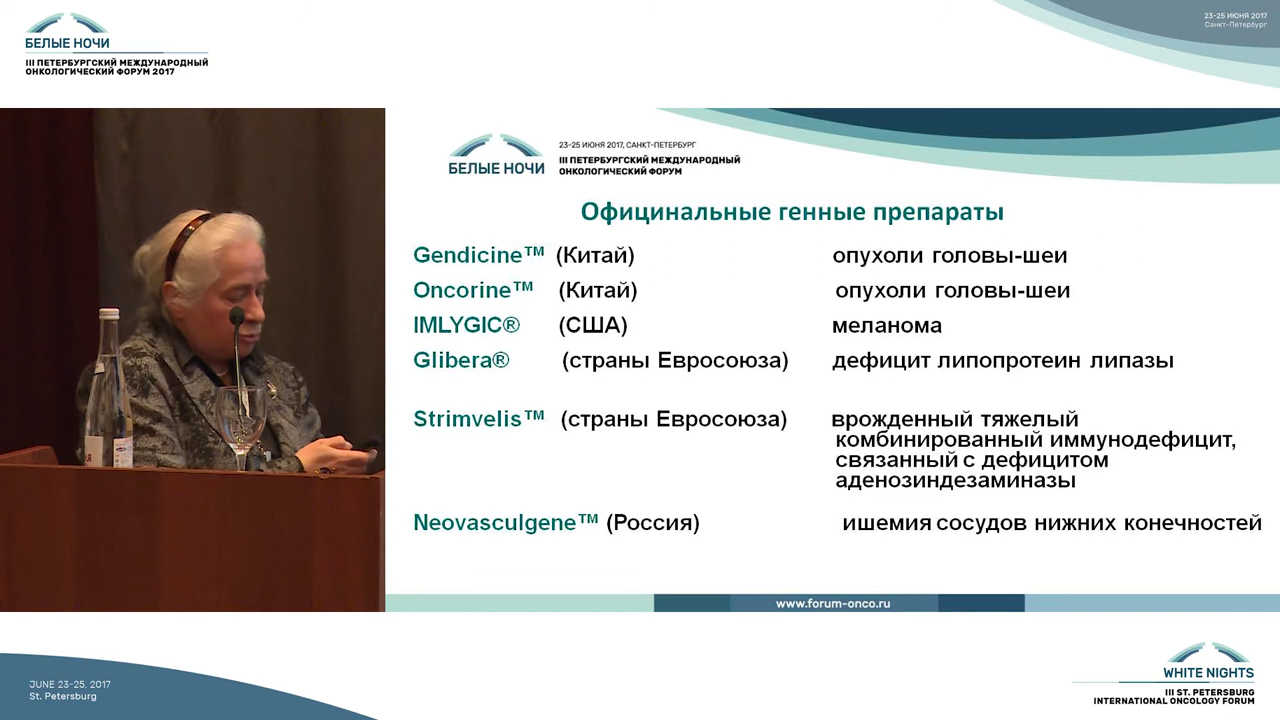 БЕЛЫЕ НОЧИ
III ПЕТЕРБУРГСКИЙ МЕЖДУНАРОДНЫЙ
ОНКОЛОГИЧЕСКИЙ ФОРУМ 2017
23-25 ИЮНЯ 2017
Санкт-Петербург
БЕЛЫЕ НОЧИ
23-25 ИЮНЯ 2017, САНКТ-ПЕТЕРБУРГ
III ПЕТЕРБУРГСКИЙ МЕЖДУНАРОДНЫЙ
ОНКОЛОГИЧЕСКИЙ ФОРУМ
Официнальные генные препараты
Gendicine™ (Китай) опухоли головы-шеи
Oncorine™ (Китай) опухоли головы-шеи
IMLYGIC® (США) меланома
Glibera® (страны Евросоюза) дефицит липопротеин липазы
Strimvelis™ (страны Евросоюза) врожденный тяжелый
комбинированный иммунодефицит,
связанный с дефицитом
аденозиндезаминазы
Neovasculgene™ (Россия) ишемия сосудов нижних конечностей
www.forum-onco.ru
JUNE 23-25, 2017
St. Petersburg
WHITE NIGHTS
III ST. PETERSBURG
INTERNATIONAL ONCOLOGY FORUM